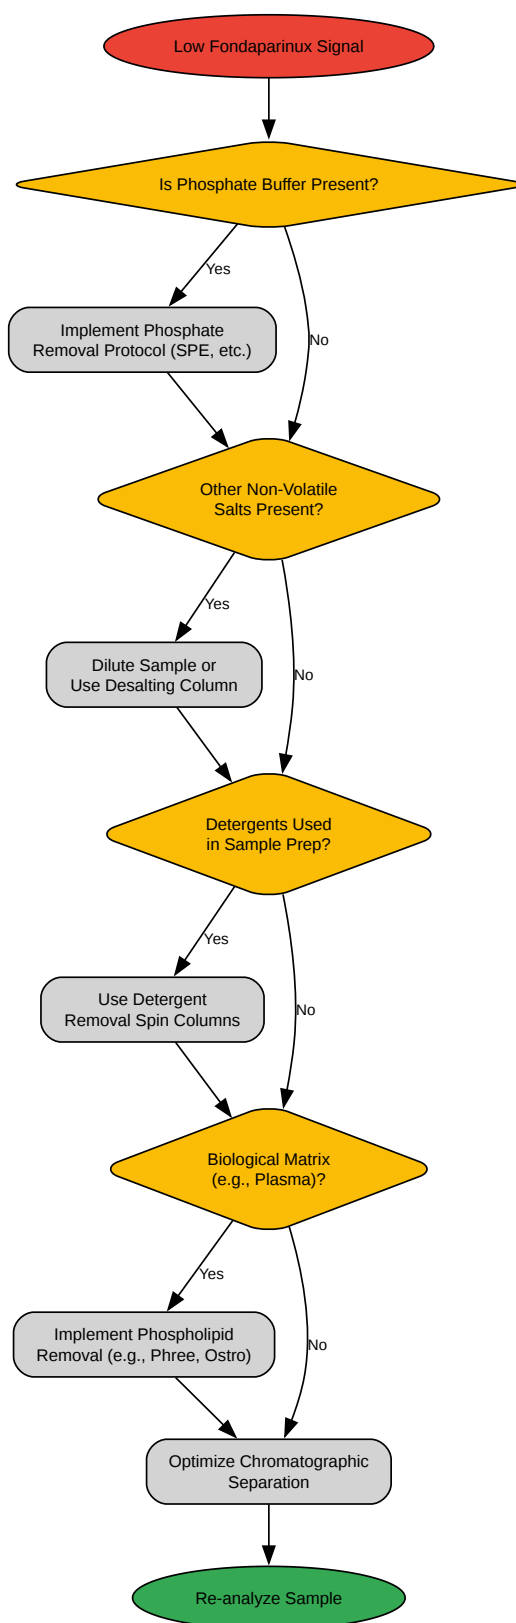 Low Fondaparinux Signal
Is Phosphate Buffer Present?
Yes
Implement Phosphate
Removal Protocol (SPE, etc.)
No
Other Non-Volatile
Salts Present?
Yes
Dilute Sample or
Use Desalting Column
No
Detergents Used
in Sample Prep?
Yes
Use Detergent
Removal Spin Columns
No
Biological Matrix
(e.g., Plasma)?
Yes
Implement Phospholipid
Removal (e.g., Phree, Ostro)
No
Optimize Chromatographic
Separation
Re-analyze Sample